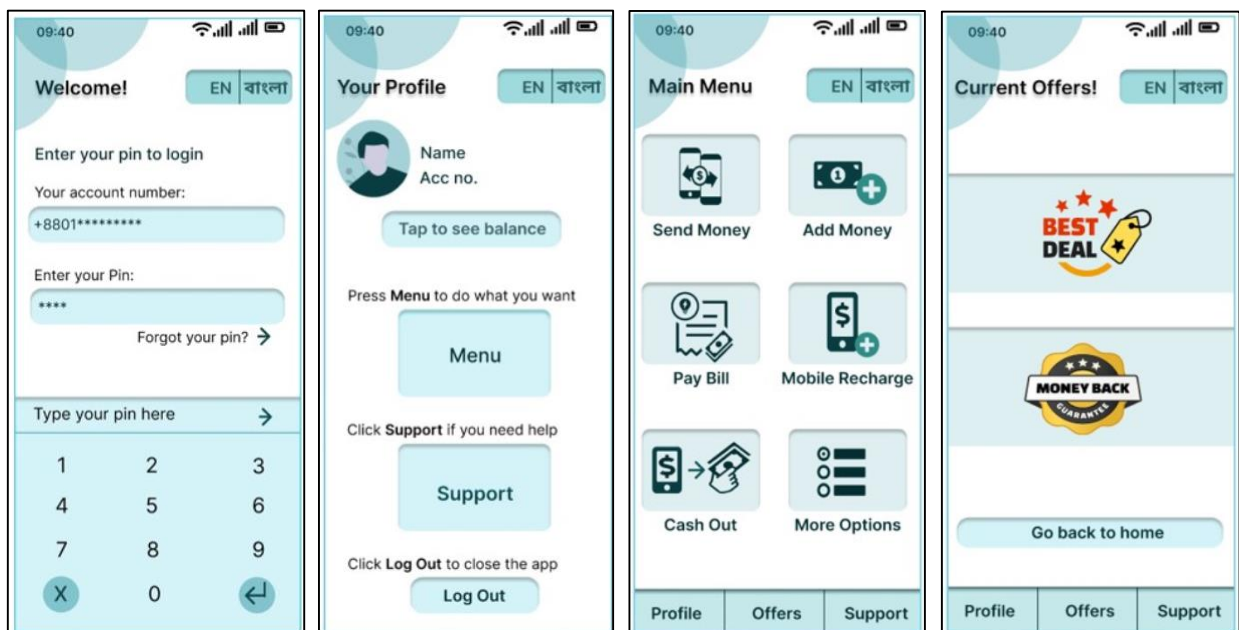 09:40
Welcome!
EN বাংলা
Enter your pin to login
Your account number:
+8801*********
Enter your Pin:
****
Forgot your pin? →
Type your pin here →
1 2 3
4 5 6
7 8 9
X 0
09:40
Your Profile
EN বাংলা
Name
Acc no.
Tap to see balance
Press Menu to do what you want
Menu
Click Support if you need help
Support
Click Log Out to close the app
Log Out
09:40
Main Menu
EN বাংলা
$
1
Send Money Add Money
$
Pay Bill Mobile Recharge
$
Cash Out More Options
Profile Offers Support
09:40
Current Offers!
EN বাংলা
BEST
DEAL
MONEY BACK
GUARANTEE
Go back to home
Profile Offers Support